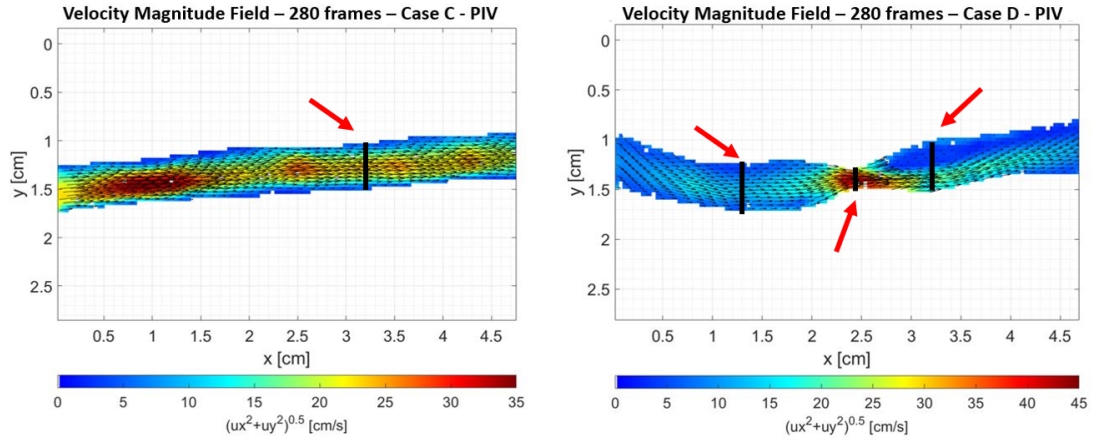 Velocity Magnitude Field – 280 frames – Case C - PIV
0
0.5
1
1.5
2
2.5
y [cm]
0.5 1 1.5 2 2.5 3 3.5 4 4.5
x [cm]
0 5 10 15 20 25 30 35
(ux²+uy²)^0.5 [cm/s]
Velocity Magnitude Field – 280 frames – Case D - PIV
0
0.5
1
1.5
2
2.5
y [cm]
0.5 1 1.5 2 2.5 3 3.5 4 4.5
x [cm]
0 5 10 15 20 25 30 35 40 45
(ux²+uy²)^0.5 [cm/s]